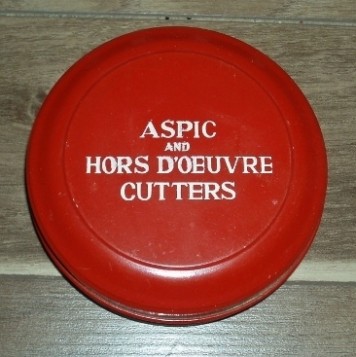 ASPIC
AND
HORS D'OEUVRE
CUTTERS